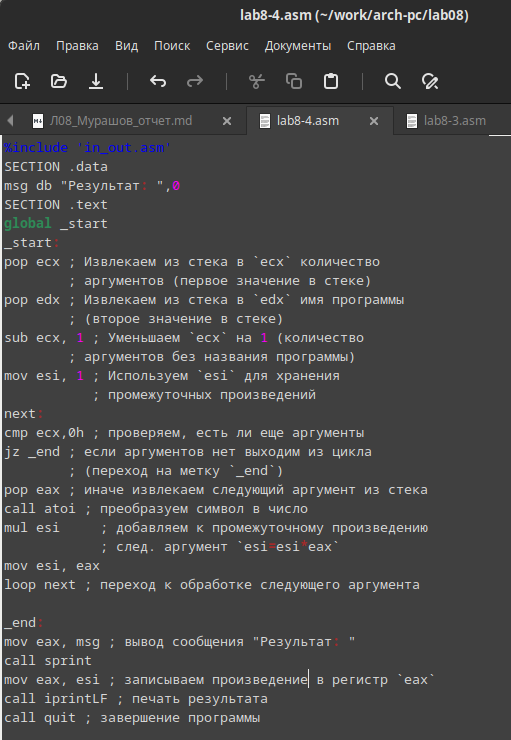 lab8-4.asm (~/work/arch-pc/lab08)
Файл Правка Вид Поиск Сервис Документы Справка
Л08_Мурашов_отчет.md lab8-4.asm lab8-3.asm
%include 'in_out.asm'
SECTION .data
msg db "Результат: ",0
SECTION .text
global _start
_start:
pop ecx ; Извлекаем из стека в `ecx` количество
; аргументов (первое значение в стеке)
pop edx ; Извлекаем из стека в `edx` имя программы
; (второе значение в стеке)
sub ecx, 1 ; Уменьшаем `ecx` на 1 (количество
; аргументов без названия программы)
mov esi, 1 ; Используем `esi` для хранения
; промежуточных произведений
next:
cmp ecx,0h ; проверяем, есть ли еще аргументы
jz _end ; если аргументов нет выходим из цикла
; (переход на метку `_end`)
pop eax ; иначе извлекаем следующий аргумент из стека
call atoi ; преобразуем символ в число
mul esi ; добавляем к промежуточному произведению
; след. аргумент `esi=esi*eax`
mov esi, eax
loop next ; переход к обработке следующего аргумента
_end:
mov eax, msg ; вывод сообщения "Результат: "
call sprint
mov eax, esi ; записываем произведение в регистр `eax`
call iprintLF ; печать результата
call quit ; завершение программы